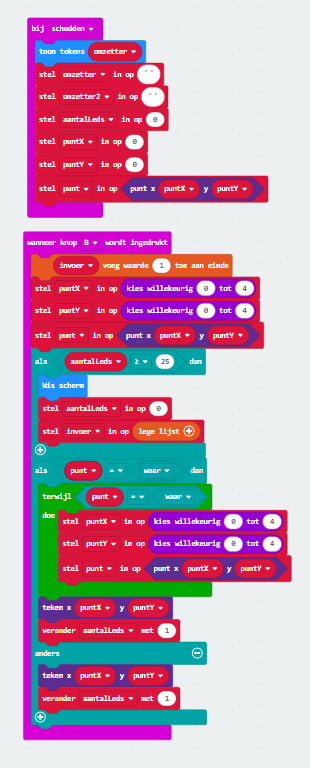 bij schudden
toon tekens omzetter
stel omzetter in op " "
stel omzetter2 in op " "
stel aantalLeds in op 0
stel puntX in op 0
stel puntY in op 0
stel punt in op punt x puntX y puntY
wanneer knop B wordt ingedrukt
invoer voeg waarde 1 toe aan einde
stel puntX in op kies willekeurig 0 tot 4
stel puntY in op kies willekeurig 0 tot 4
stel punt in op punt x puntX y puntY
als aantalLeds ≥ 25 dan
Wis scherm
stel aantalLeds in op 0
stel invoer in op lege lijst
als punt = waar dan
terwijl punt = waar
doe stel puntX in op kies willekeurig 0 tot 4
stel puntY in op kies willekeurig 0 tot 4
stel punt in op punt x puntX y puntY
teken x puntX y puntY
verander aantalLeds met 1
anders
teken x puntX y puntY
verander aantalLeds met 1